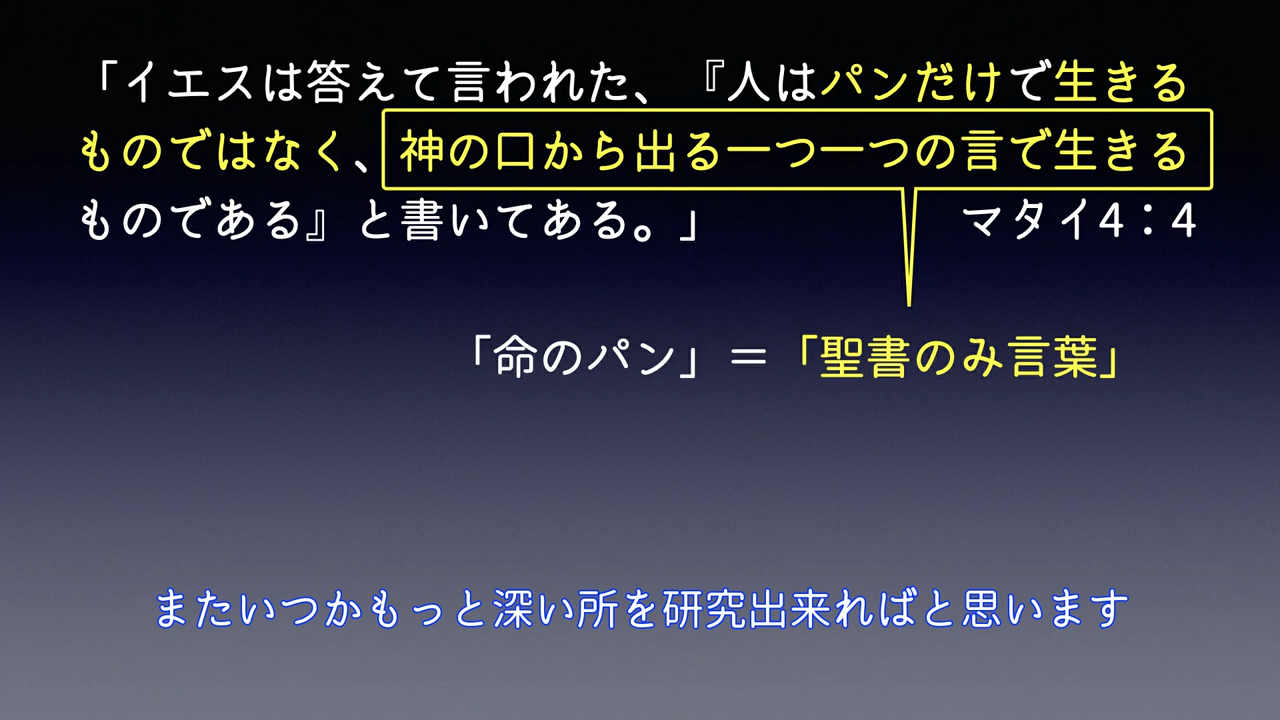 「イエスは答えて言われた、『人はパンだけで生きる
ものではなく、神の口から出る一つ一つの言で生きる
ものである』と書いてある。」 マタイ4：4
「命のパン」＝「聖書のみ言葉」
またいつかもっと深い所を研究出来ればと思います